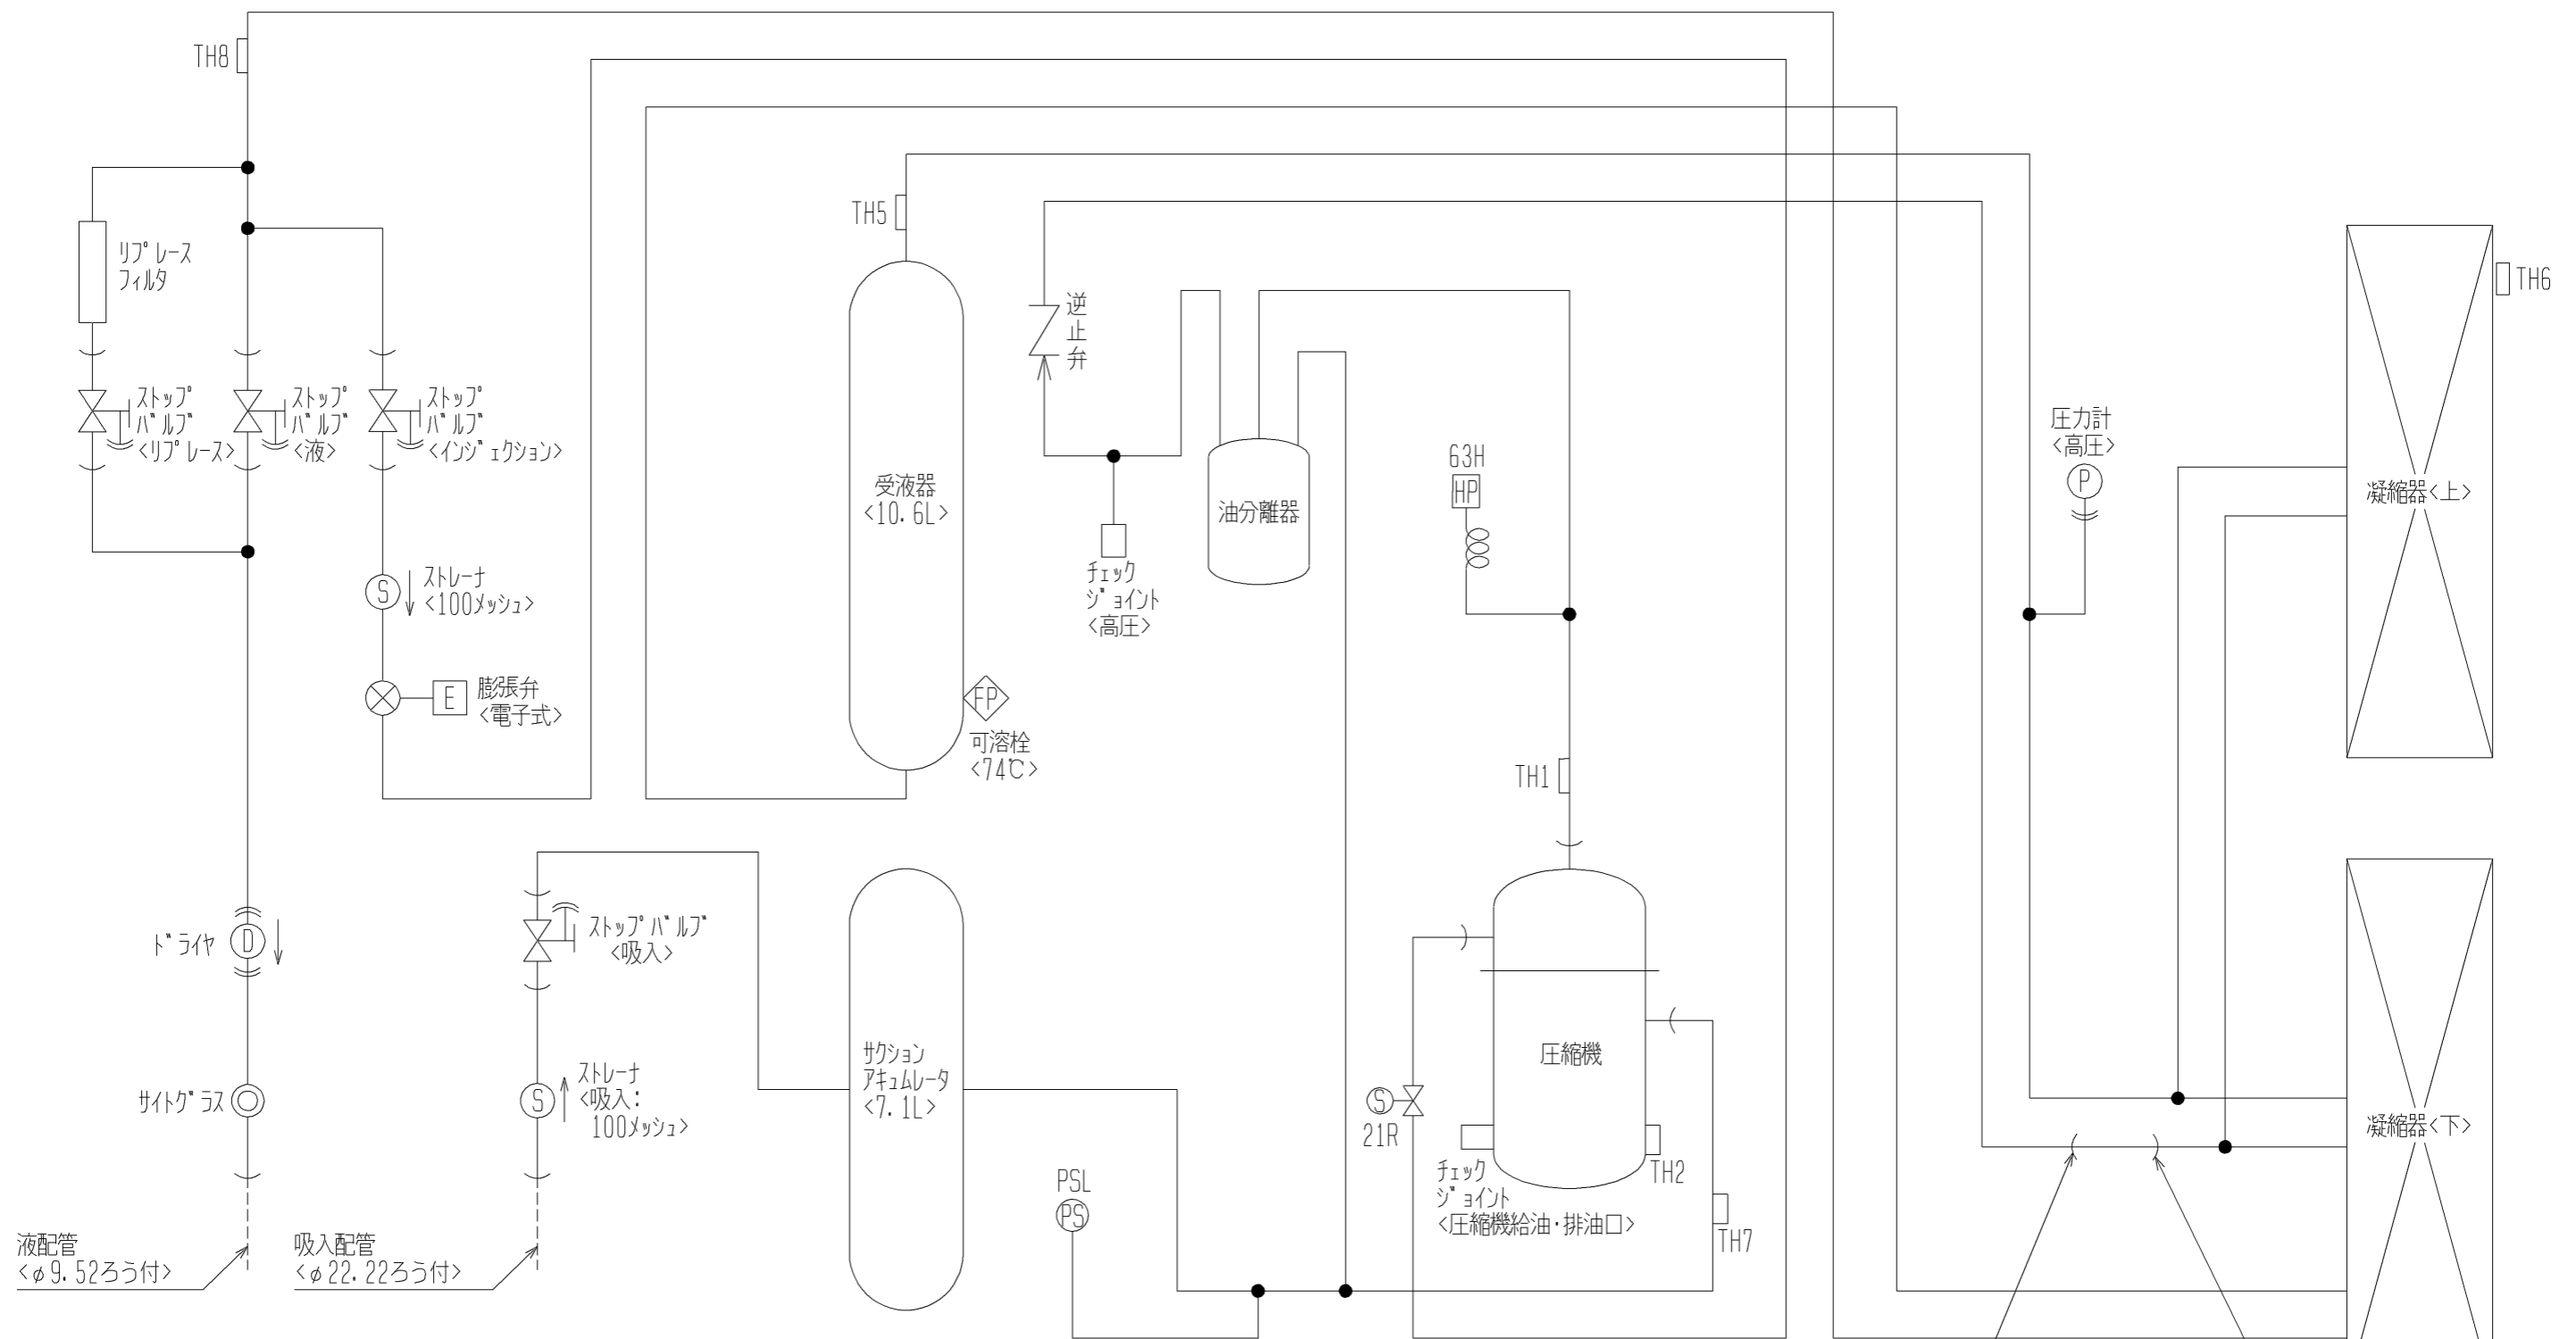 TH8
リプレース
フィルタ
ストップ
バルブ
<リプレース>
ストップ
バルブ
<液>
ストップ
バルブ
<インジェクション>
S
ストレーナ
<100メッシュ>
E
膨張弁
<電子式>
TH5
受液器
<10.6L>
FP
可溶栓
<74℃>
逆
止
弁
チェック
ジョイント
<高圧>
油分離器
63H
HP
TH1
圧力計
<高圧>
P
TH6
凝縮器<上>
ドライヤ
D
サイトグラス
液配管
<φ9.52ろう付>
ストップバルブ
<吸入>
S
ストレーナ
<吸入:
100メッシュ>
吸入配管
<φ22.22ろう付>
サクション
アキュムレータ
<7.1L>
PSL
PS
圧縮機
S
21R
チェック
ジョイント
<圧縮機給油・排油口>
TH2
TH7
凝縮器<下>